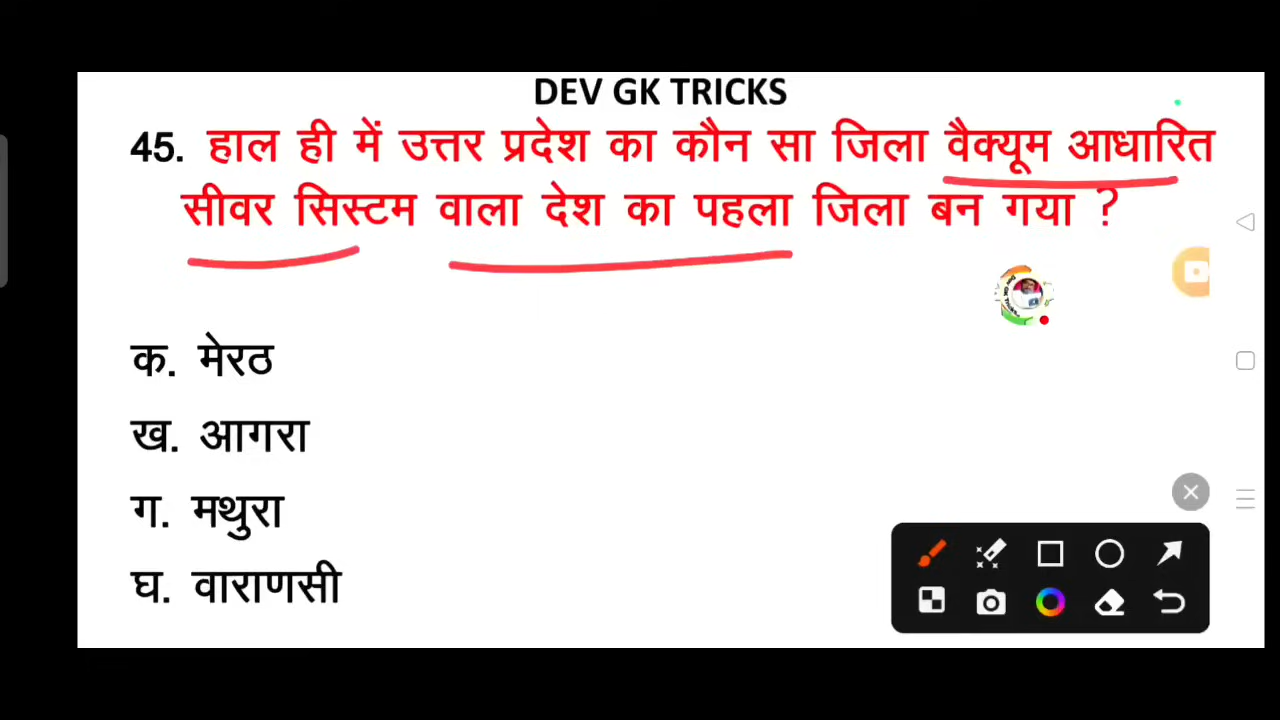 DEV GK TRICKS
45. हाल ही में उत्तर प्रदेश का कौन सा जिला वैक्यूम आधारित
सीवर सिस्टम वाला देश का पहला जिला बन गया ?
क. मेरठ
ख. आगरा
ग. मथुरा
घ. वाराणसी